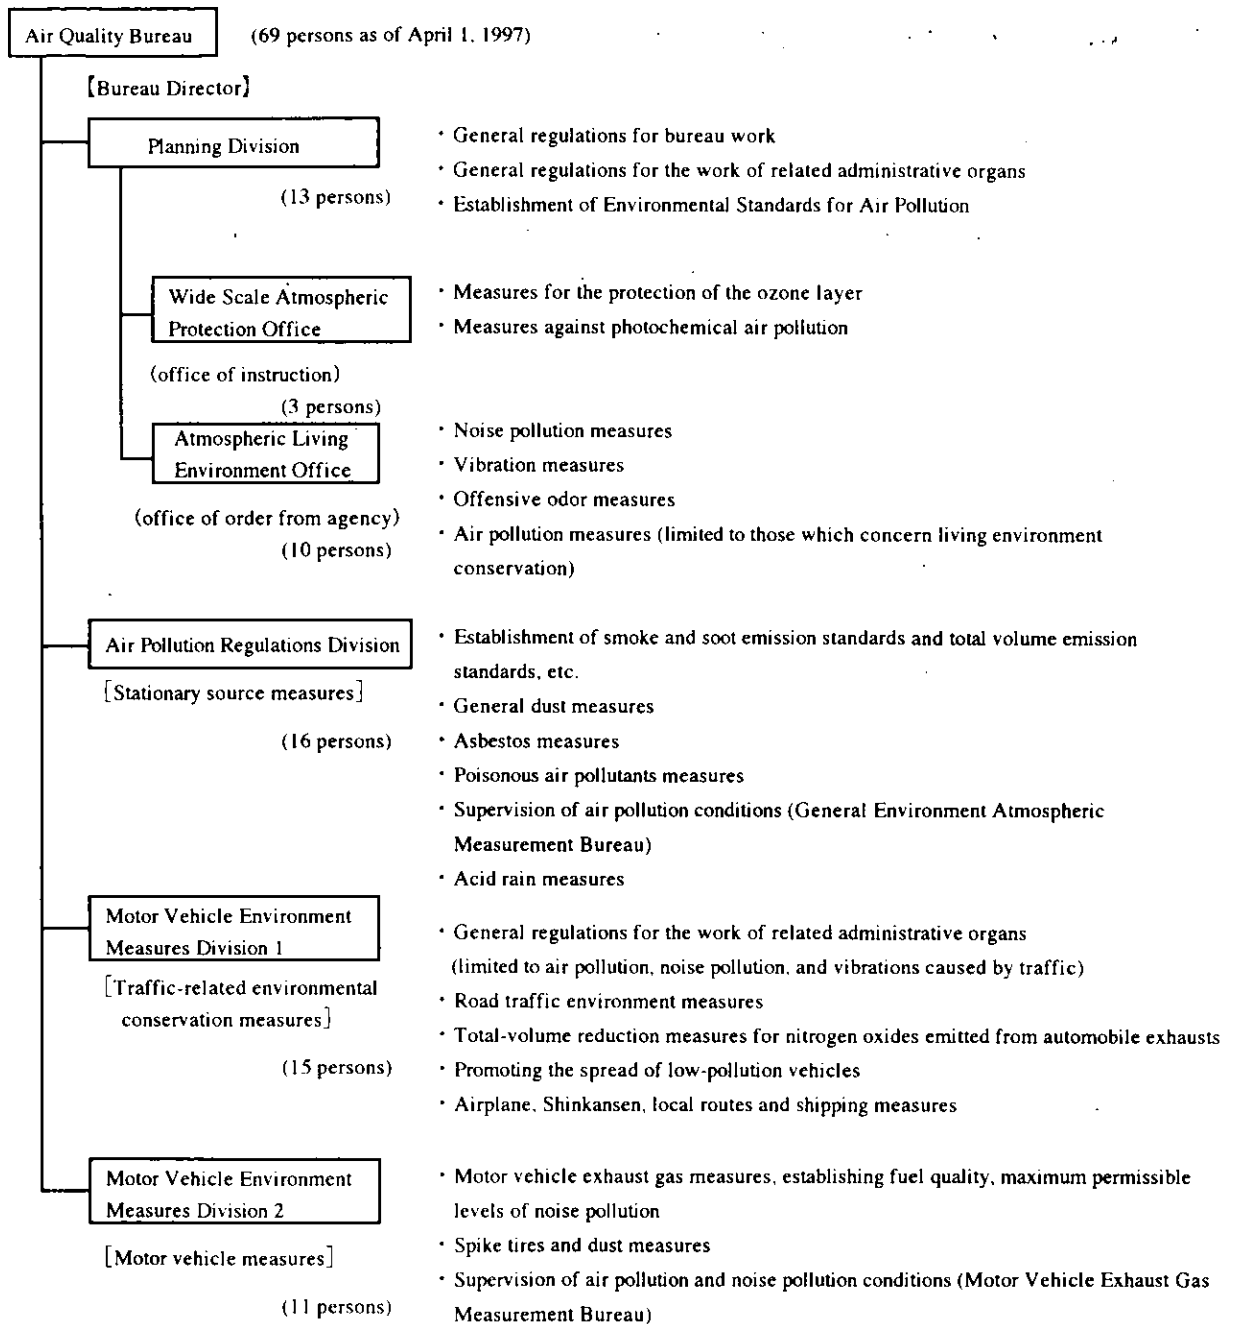 Air Quality Bureau (69 persons as of April 1, 1997)
【Bureau Director】
Planning Division
(13 persons)
・General regulations for bureau work
・General regulations for the work of related administrative organs
・Establishment of Environmental Standards for Air Pollution
Wide Scale Atmospheric
Protection Office
(office of instruction)
(3 persons)
・Measures for the protection of the ozone layer
・Measures against photochemical air pollution
Atmospheric Living
Environment Office
(office of order from agency)
(10 persons)
・Noise pollution measures
・Vibration measures
・Offensive odor measures
・Air pollution measures (limited to those which concern living environment
conservation)
Air Pollution Regulations Division
[Stationary source measures]
(16 persons)
・Establishment of smoke and soot emission standards and total volume emission
standards, etc.
・General dust measures
・Asbestos measures
・Poisonous air pollutants measures
・Supervision of air pollution conditions (General Environment Atmospheric
Measurement Bureau)
・Acid rain measures
Motor Vehicle Environment
Measures Division 1
[Traffic-related environmental
conservation measures]
(15 persons)
・General regulations for the work of related administrative organs
(limited to air pollution, noise pollution, and vibrations caused by traffic)
・Road traffic environment measures
・Total-volume reduction measures for nitrogen oxides emitted from automobile exhausts
・Promoting the spread of low-pollution vehicles
・Airplane, Shinkansen, local routes and shipping measures
Motor Vehicle Environment
Measures Division 2
[Motor vehicle measures]
(11 persons)
・Motor vehicle exhaust gas measures, establishing fuel quality, maximum permissible
levels of noise pollution
・Spike tires and dust measures
・Supervision of air pollution and noise pollution conditions (Motor Vehicle Exhaust Gas
Measurement Bureau)